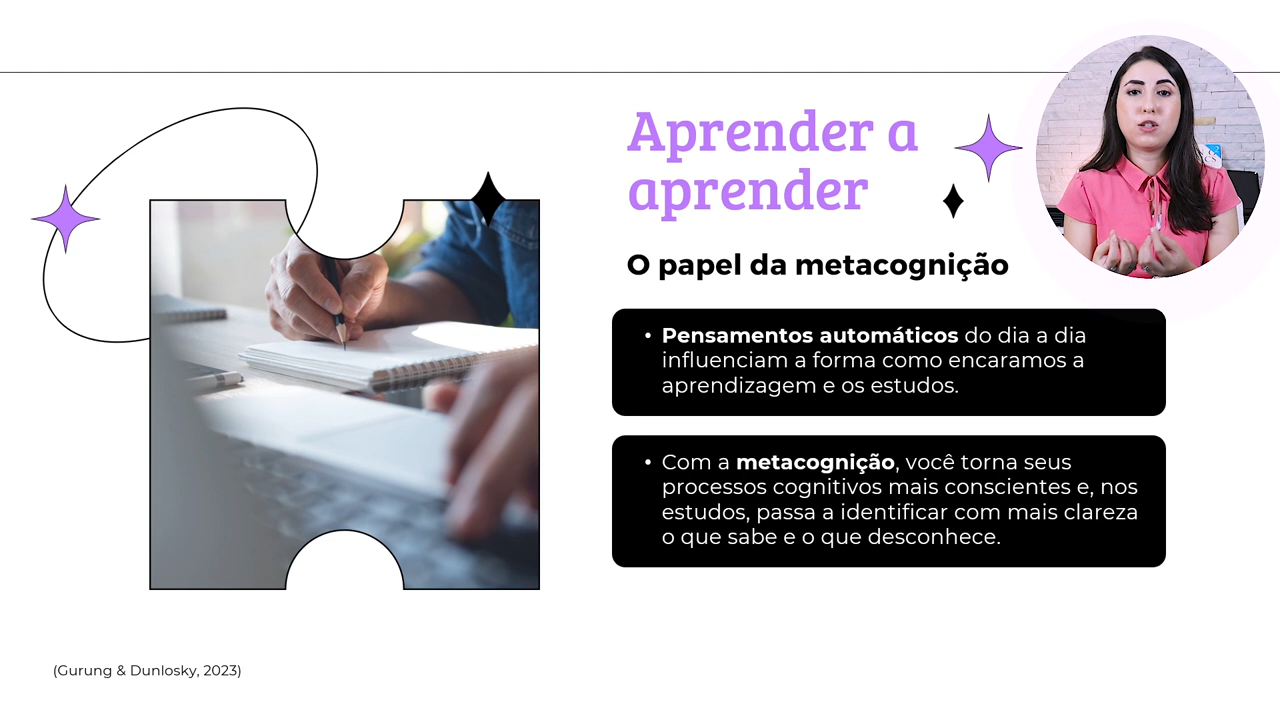 Aprender a
aprender
O papel da metacognição
• Pensamentos automáticos do dia a dia
influenciam a forma como encaramos a
aprendizagem e os estudos.
• Com a metacognição, você torna seus
processos cognitivos mais conscientes e, nos
estudos, passa a identificar com mais clareza
o que sabe e o que desconhece.
(Gurung & Dunlosky, 2023)